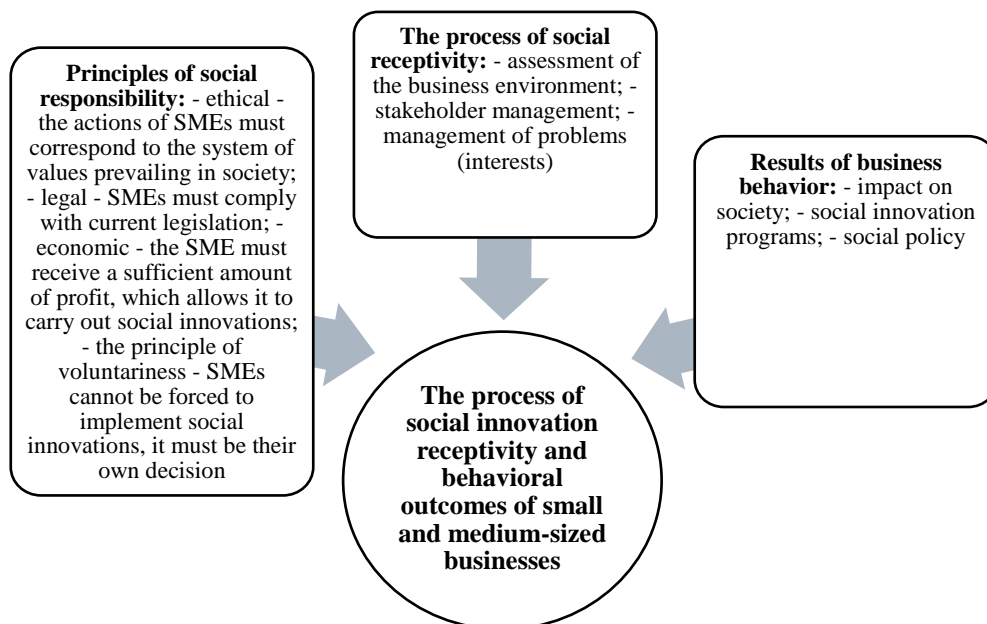 Principles of social
responsibility: - ethical -
the actions of SMEs must
correspond to the system of
values prevailing in society;
- legal - SMEs must comply
with current legislation; -
economic - the SME must
receive a sufficient amount
of profit, which allows it to
carry out social innovations;
- the principle of
voluntariness - SMEs
cannot be forced to
implement social
innovations, it must be their
own decision
The process of social
receptivity: - assessment of
the business environment; -
stakeholder management; -
management of problems
(interests)
Results of business
behavior: - impact on
society; - social innovation
programs; - social policy
The process of
social innovation
receptivity and
behavioral
outcomes of small
and medium-sized
businesses